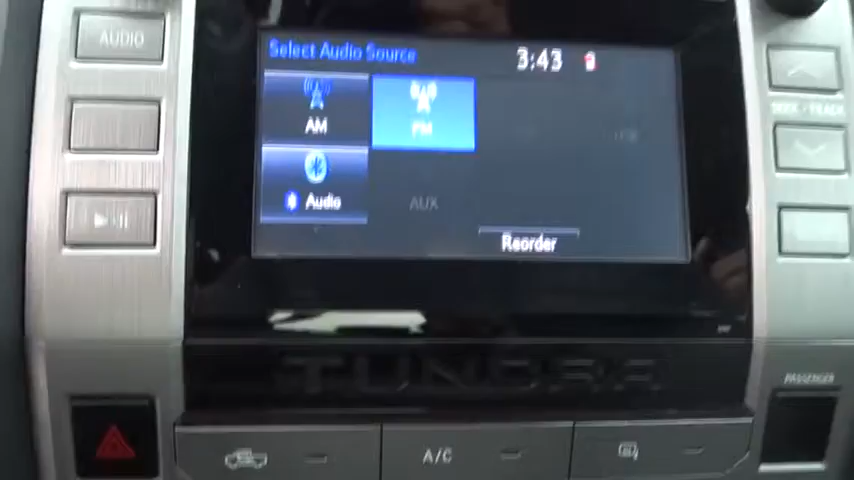 AUDIO
Select Audio Source
3:43
AM
FM
Audio
AUX
Reorder
SEEK - TRACK
TUNDRA
PASSENGER
A/C